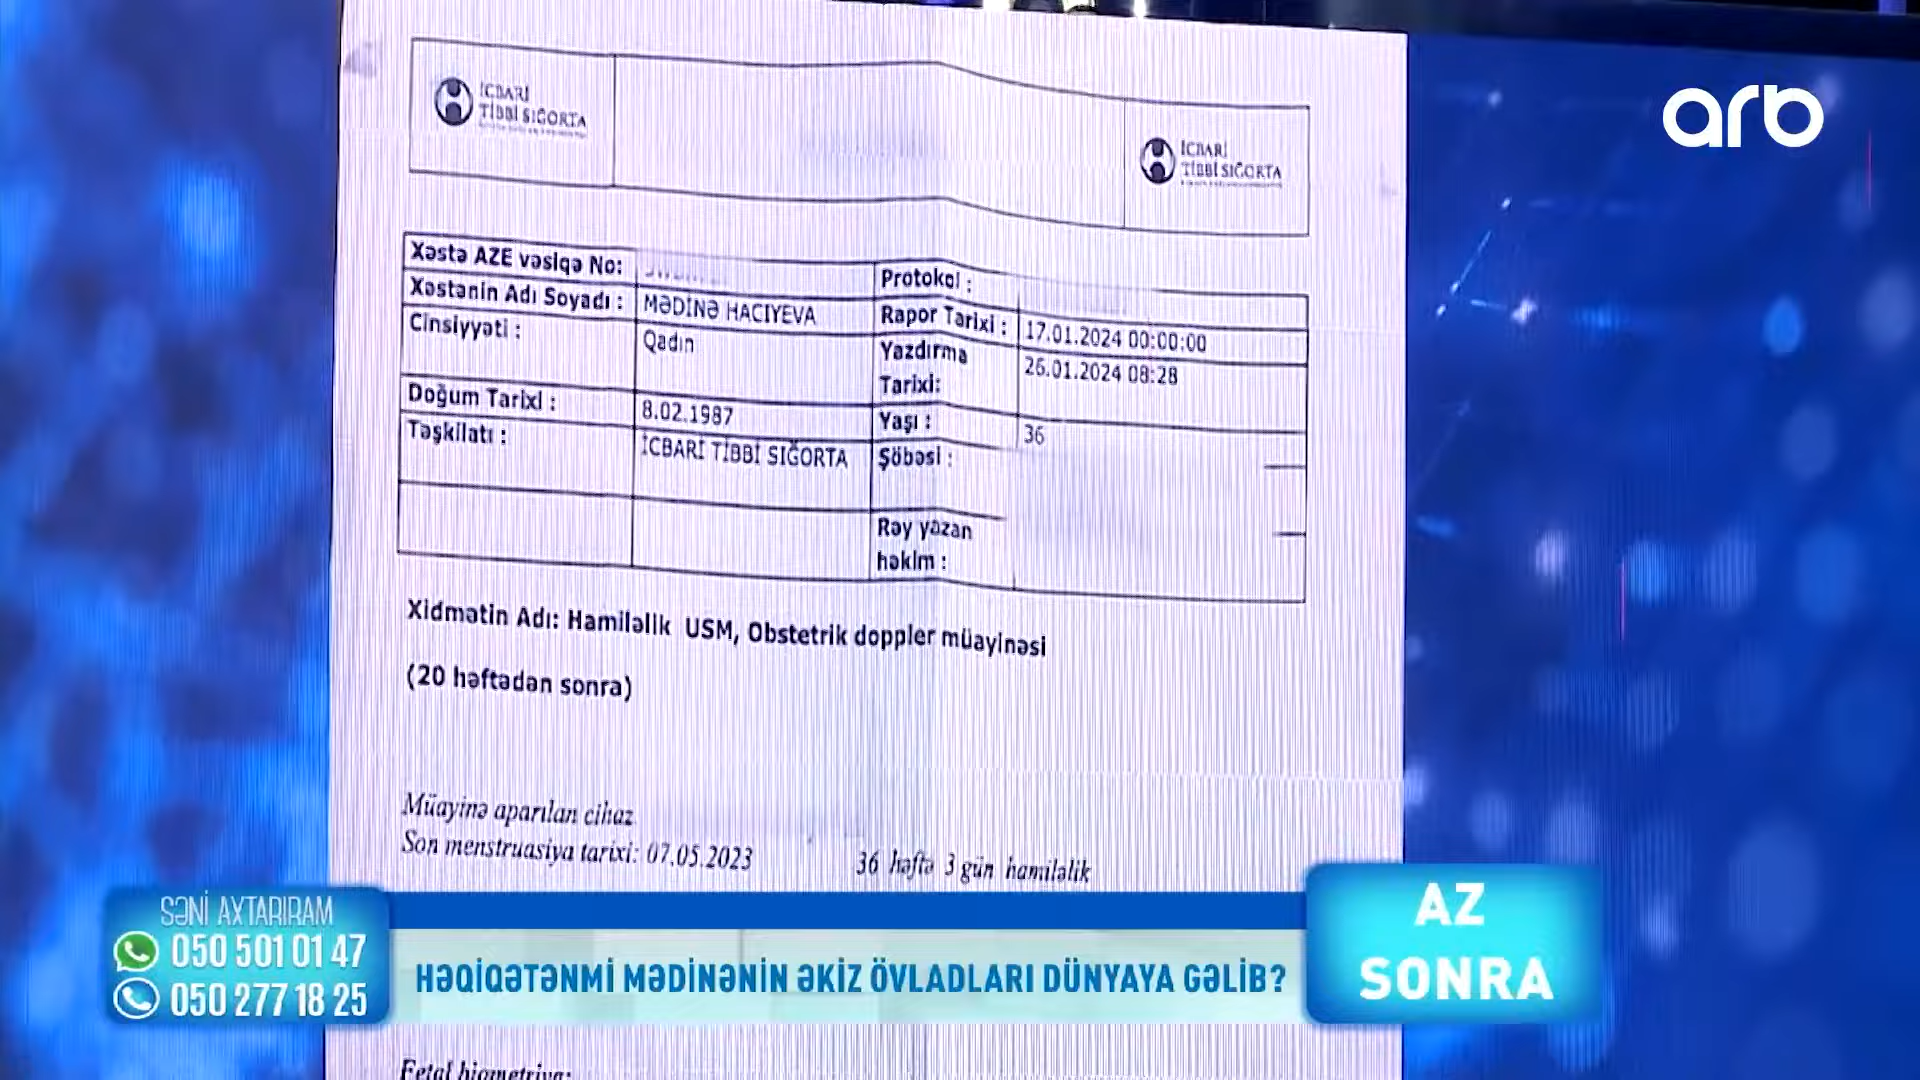 arb
İCBARİ
TİBBİ SIĞORTA
İCBARİ
TİBBİ SIĞORTA
Xəstə AZE vəsiqə No:
Protokol :
Xəstənin Adı Soyadı : MƏDİNƏ HACIYEVA
Rapor Tarixi : 17.01.2024 00:00:00
Cinsiyyəti : Qadın
Yazdırma Tarixi: 26.01.2024 08:28
Doğum Tarixi : 8.02.1987
Yaşı : 36
Təşkilatı : İCBARİ TİBBİ SIĞORTA
Şöbəsi :
Rəy yazan həkim :
Xidmətin Adı: Hamiləlik USM, Obstetrik doppler müayinəsi
(20 həftədən sonra)
Müayinə aparılan cihaz
Son menstruasiya tarixi: 07.05.2023 36 həftə 3 gün hamiləlik
SƏNİ AXTARIRAM
050 501 01 47
050 277 18 25
HƏQİQƏTƏNMİ MƏDİNƏNİN ƏKİZ ÖVLADLARI DÜNYAYA GƏLİB?
AZ
SONRA
Fetal biometriya: